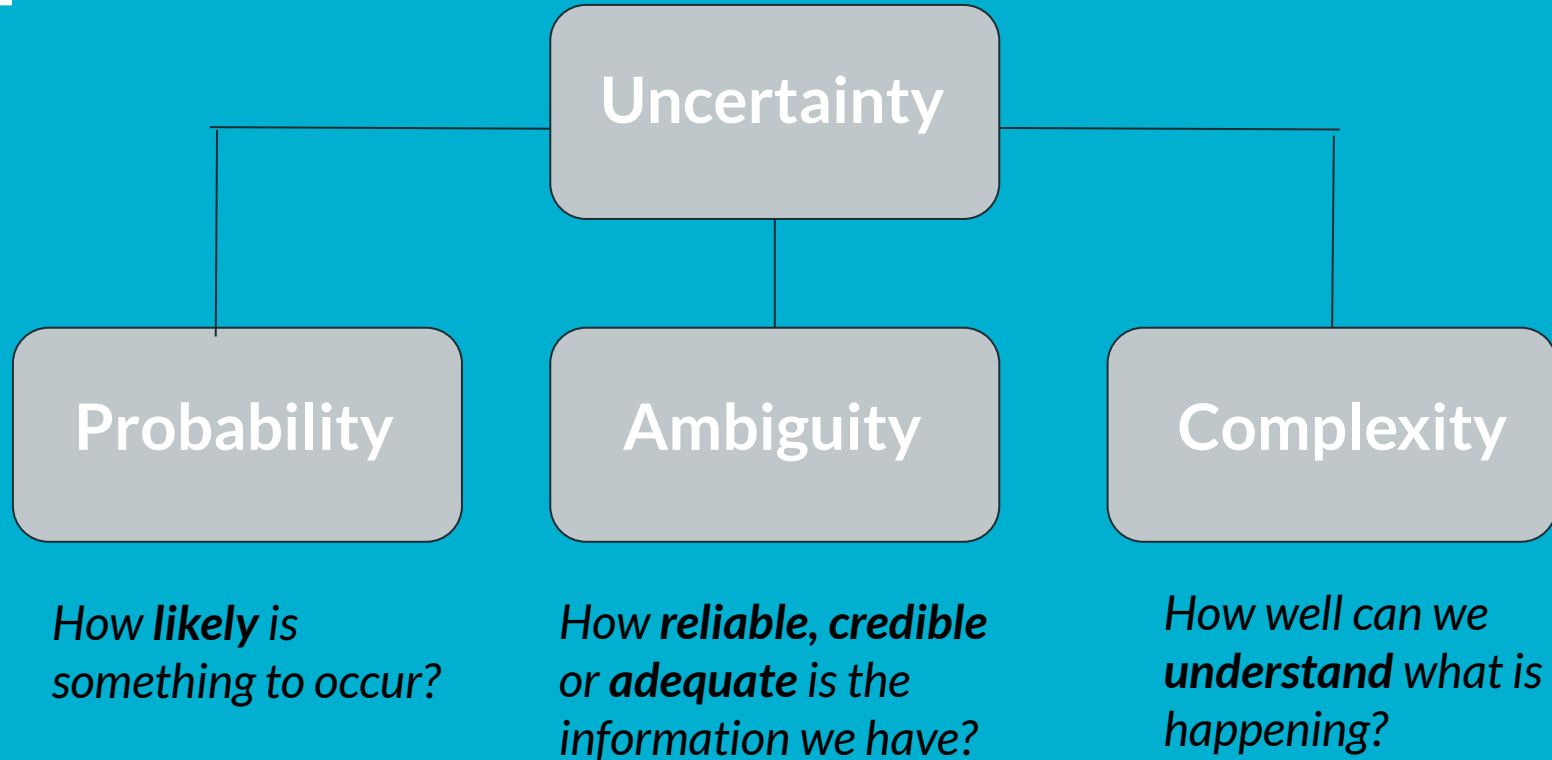 Uncertainty
Probability
Ambiguity
Complexity
How likely is
something to occur?
How reliable, credible
or adequate is the
information we have?
How well can we
understand what is
happening?